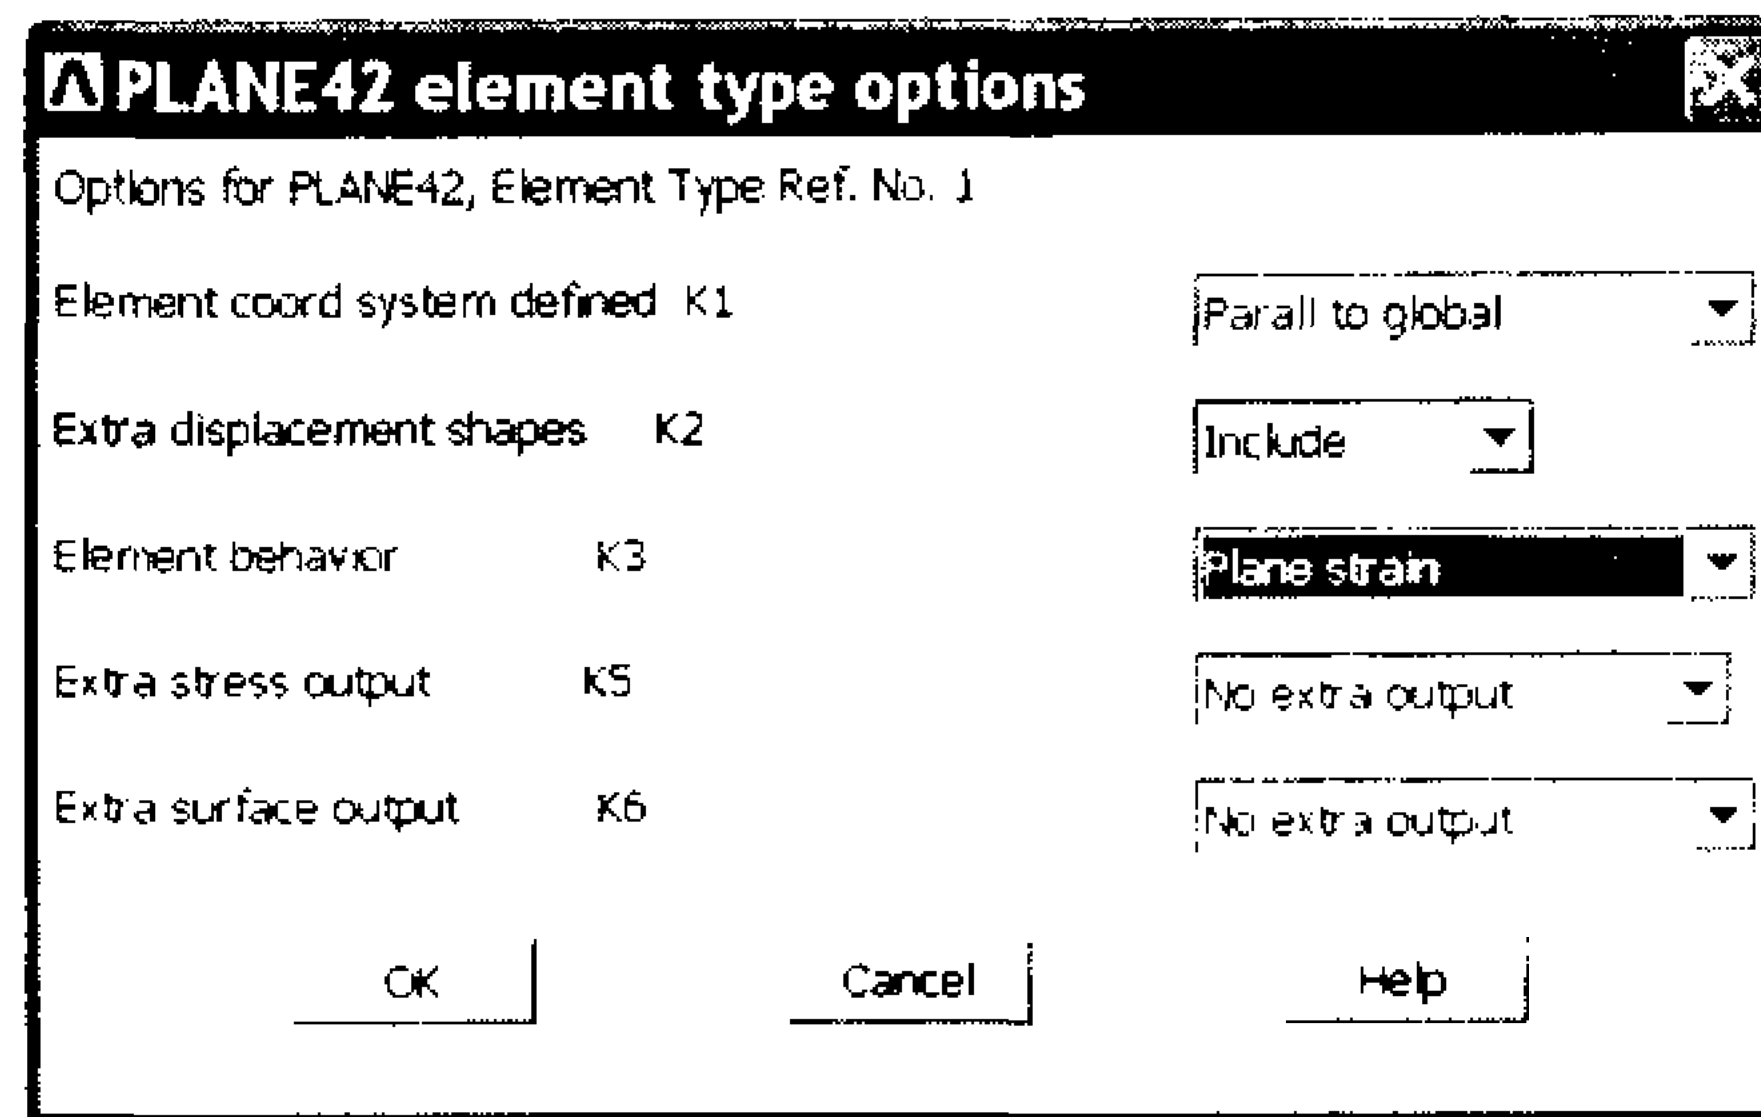 PLANE42 element type options
Options for PLANE42, Element Type Ref. No. 1
Element coord system defined K1 Parall to global
Extra displacement shapes K2 Include
Element behavior K3 Plane strain
Extra stress output K5 No extra output
Extra surface output K6 No extra output
OK Cancel Help